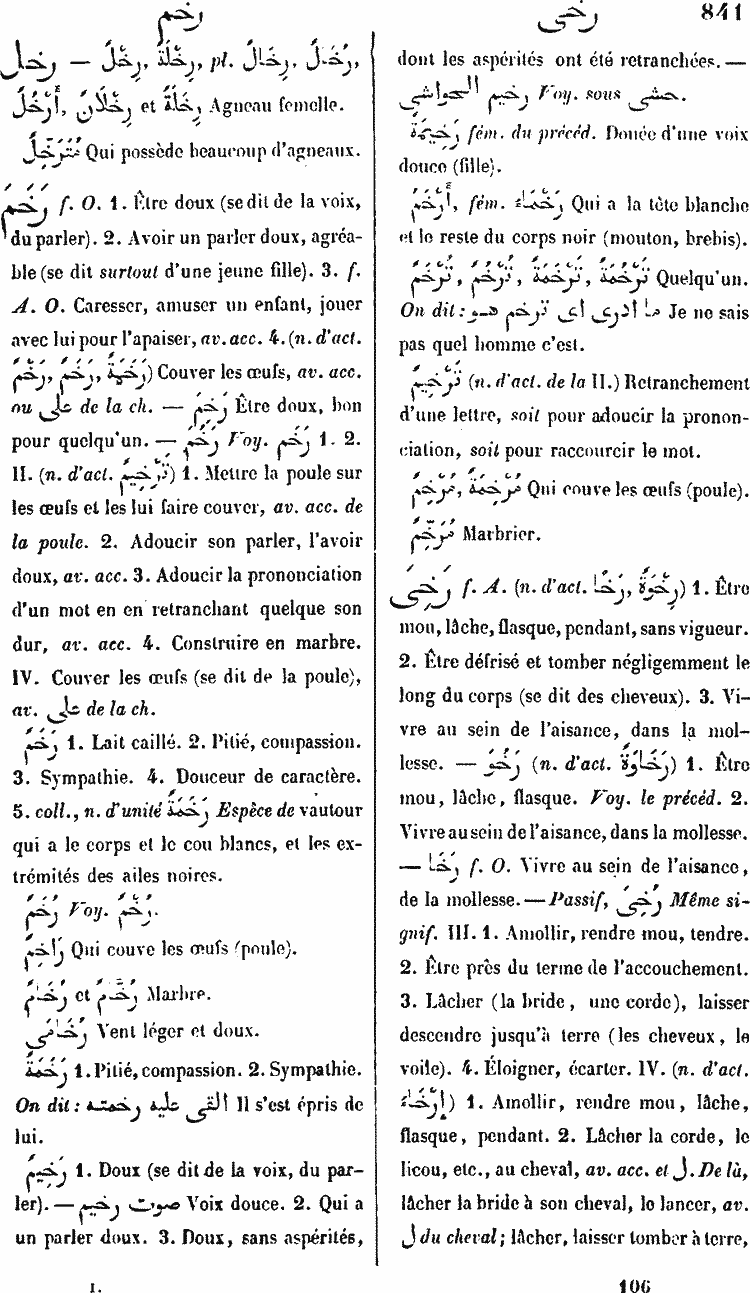 رخم
رخى
841
رخل — رِخْلٌ, رِخْلَةٌ, pl. رِخَالٌ, رُخَالٌ,
أَرْخُلٌ, رِخْلَانٌ et رِخَلَةٌ Agneau femelle.
مُتَرَخِّلٌ Qui possède beaucoup d'agneaux.
رَخَمَ f. O. 1. Être doux (se dit de la voix,
du parler). 2. Avoir un parler doux, agréa-
ble (se dit surtout d'une jeune fille). 3. f.
A. O. Caresser, amuser un enfant, jouer
avec lui pour l'apaiser, av. acc. 4. (n. d'act.
رَخْمٌ, رَخَمٌ, رَخَمَةٌ) Couver les œufs, av. acc.
ou على de la ch. — رَخِمَ Être doux, bon
pour quelqu'un. — رَخُمَ Voy. رَخَمَ 1. 2.
II. (n. d'act. تَرْخِيمٌ) 1. Mettre la poule sur
les œufs et les lui faire couver, av. acc. de
la poule. 2. Adoucir son parler, l'avoir
doux, av. acc. 3. Adoucir la prononciation
d'un mot en en retranchant quelque son
dur, av. acc. 4. Construire en marbre.
IV. Couver les œufs (se dit de la poule),
av. على de la ch.
رَخَمٌ 1. Lait caillé. 2. Pitié, compassion.
3. Sympathie. 4. Douceur de caractère.
5. coll., n. d'unité رَخَمَةٌ Espèce de vautour
qui a le corps et le cou blancs, et les ex-
trémités des ailes noires.
رَخْمٌ Voy. رَخَمٌ.
رَاخِمٌ Qui couve les œufs (poule).
رُخَامٌ et رُخَّامٌ Marbre.
رُخَامَى Vent léger et doux.
رَخْمَةٌ 1. Pitié, compassion. 2. Sympathie.
On dit : القى عليه رخمته Il s'est épris de
lui.
رَخِيمٌ 1. Doux (se dit de la voix, du par-
ler). — صوت رخيم Voix douce. 2. Qui a
un parler doux. 3. Doux, sans aspérités,
I.
dont les aspérités ont été retranchées. —
رخيم الحواشى Voy. sous حشى.
رَخِيمَةٌ fém. du précéd. Donée d'une voix
douce (fille).
أَرْخَمُ, fém. رَخْمَاءُ Qui a la tête blanche
et le reste du corps noir (mouton, brebis).
تُرْخَمٌ, تُرْخُمٌ, تُرْخَمَةٌ, تُرْخُمَةٌ Quelqu'un.
On dit : ما أدرى أى ترخم هو Je ne sais
pas quel homme c'est.
تَرْخِيمٌ (n. d'act. de la II.) Retranchement
d'une lettre, soit pour adoucir la pronon-
ciation, soit pour raccourcir le mot.
مُرْخِمٌ, مُرْخِمَةٌ Qui couve les œufs (poule).
مُرَخِّمٌ Marbrier.
رَخِىَ f. A. (n. d'act. رَخًا, رِخْوَةٌ) 1. Être
mou, lâche, flasque, pendant, sans vigueur.
2. Être défrisé et tomber négligemment le
long du corps (se dit des cheveux). 3. Vi-
vre au sein de l'aisance, dans la mol-
lesse. — رَخُوَ (n. d'act. رَخَاوَةٌ) 1. Être
mou, lâche, flasque. Voy. le précéd. 2.
Vivre au sein de l'aisance, dans la mollesse.
— رَخَا f. O. Vivre au sein de l'aisance,
de la mollesse. — Passif, رُخِىَ Même si-
gnif. III. 1. Amollir, rendre mou, tendre.
2. Être près du terme de l'accouchement.
3. Lâcher (la bride, une corde), laisser
descendre jusqu'à terre (les cheveux, le
voile). 4. Éloigner, écarter. IV. (n. d'act.
إِرْخَاءٌ) 1. Amollir, rendre mou, lâche,
flasque, pendant. 2. Lâcher la corde, le
licou, etc., au cheval, av. acc. et ل. De là,
lâcher la bride à son cheval, le lancer, av.
ل du cheval; lâcher, laisser tomber à terre,
106